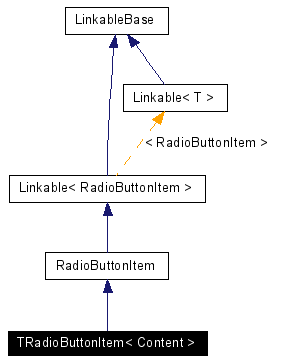 LinkableBase
Linkable< T >
< RadioButtonItem >
Linkable< RadioButtonItem >
RadioButtonItem
TRadioButtonItem< Content >